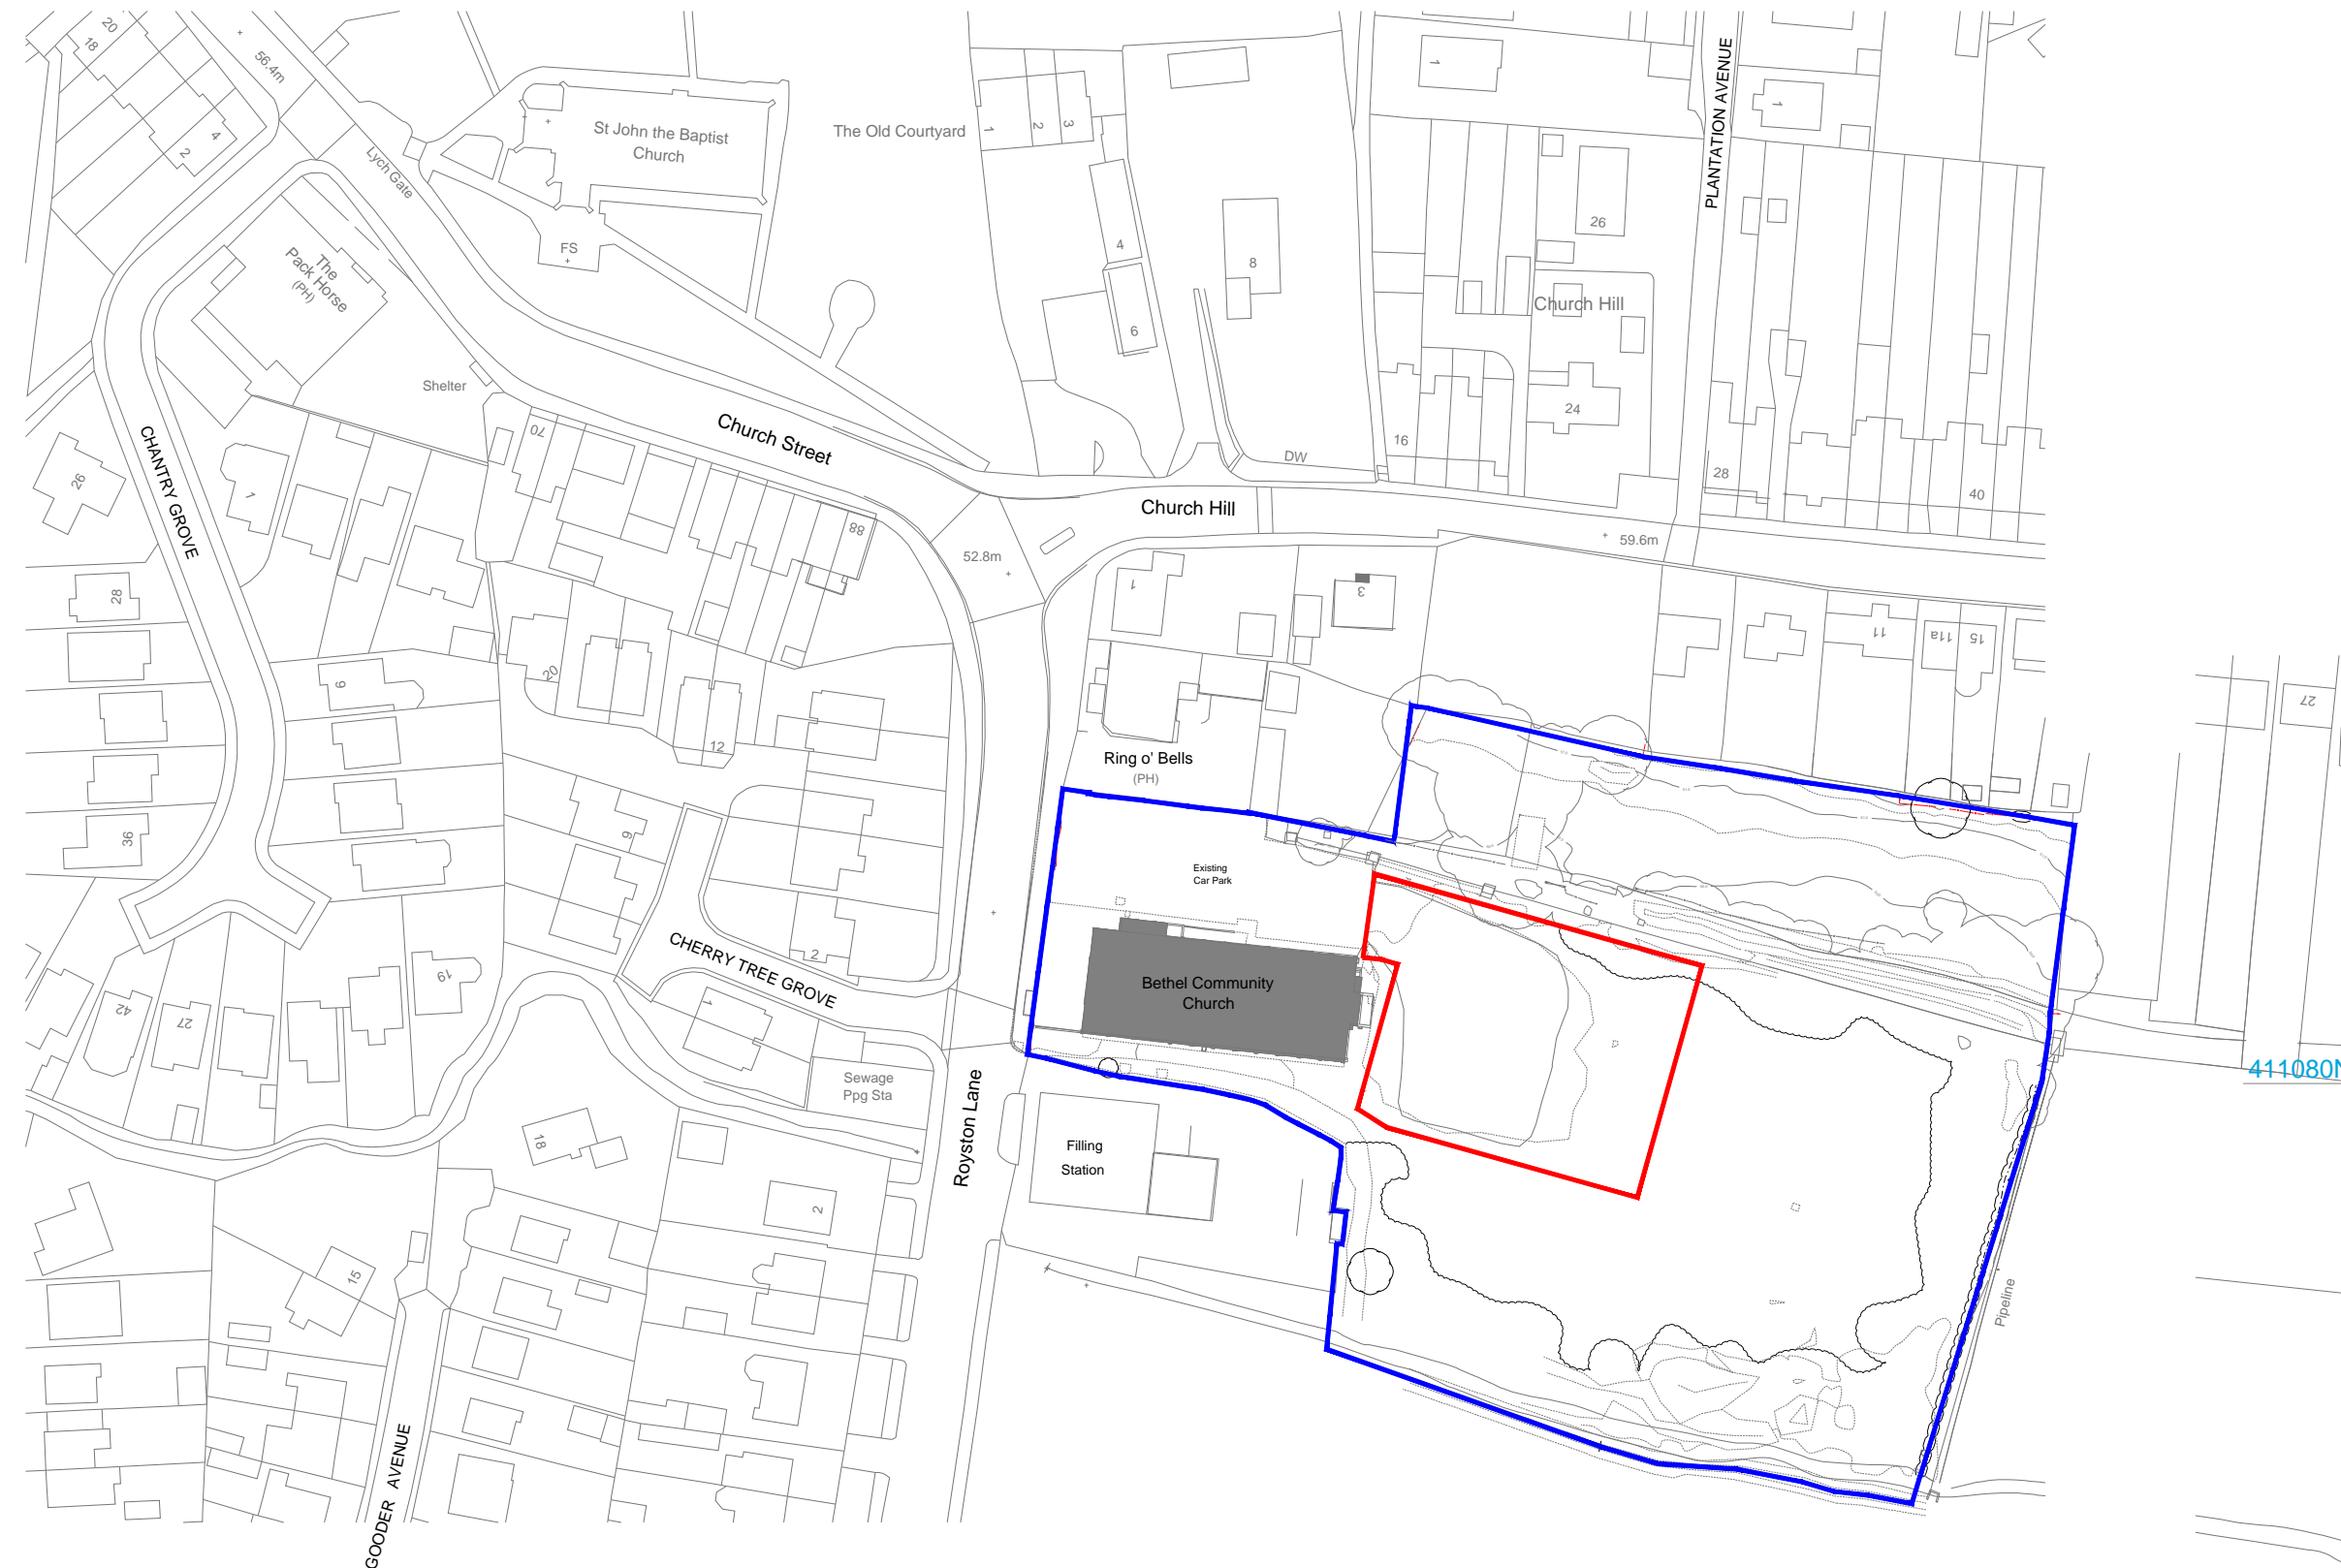 20
18
56.4m
4
2
Lych Gate
St John the Baptist
Church
FS
The Old Courtyard
1
2
3
4
6
8
1
PLANTATION AVENUE
1
26
Church Hill
24
16
28
40
DW
The
Pack Horse
(PH)
Shelter
Church Street
70
88
Church Hill
52.8m
59.6m
CHANTRY GROVE
26
1
28
36
6
20
12
9
2
1
3
11
11a
15
27
Ring o' Bells
(PH)
Existing
Car Park
Bethel Community
Church
CHERRY TREE GROVE
1
42
27
19
Sewage
Ppg Sta
Royston Lane
Filling
Station
411080N
Pipeline
18
2
15
GOODER AVENUE